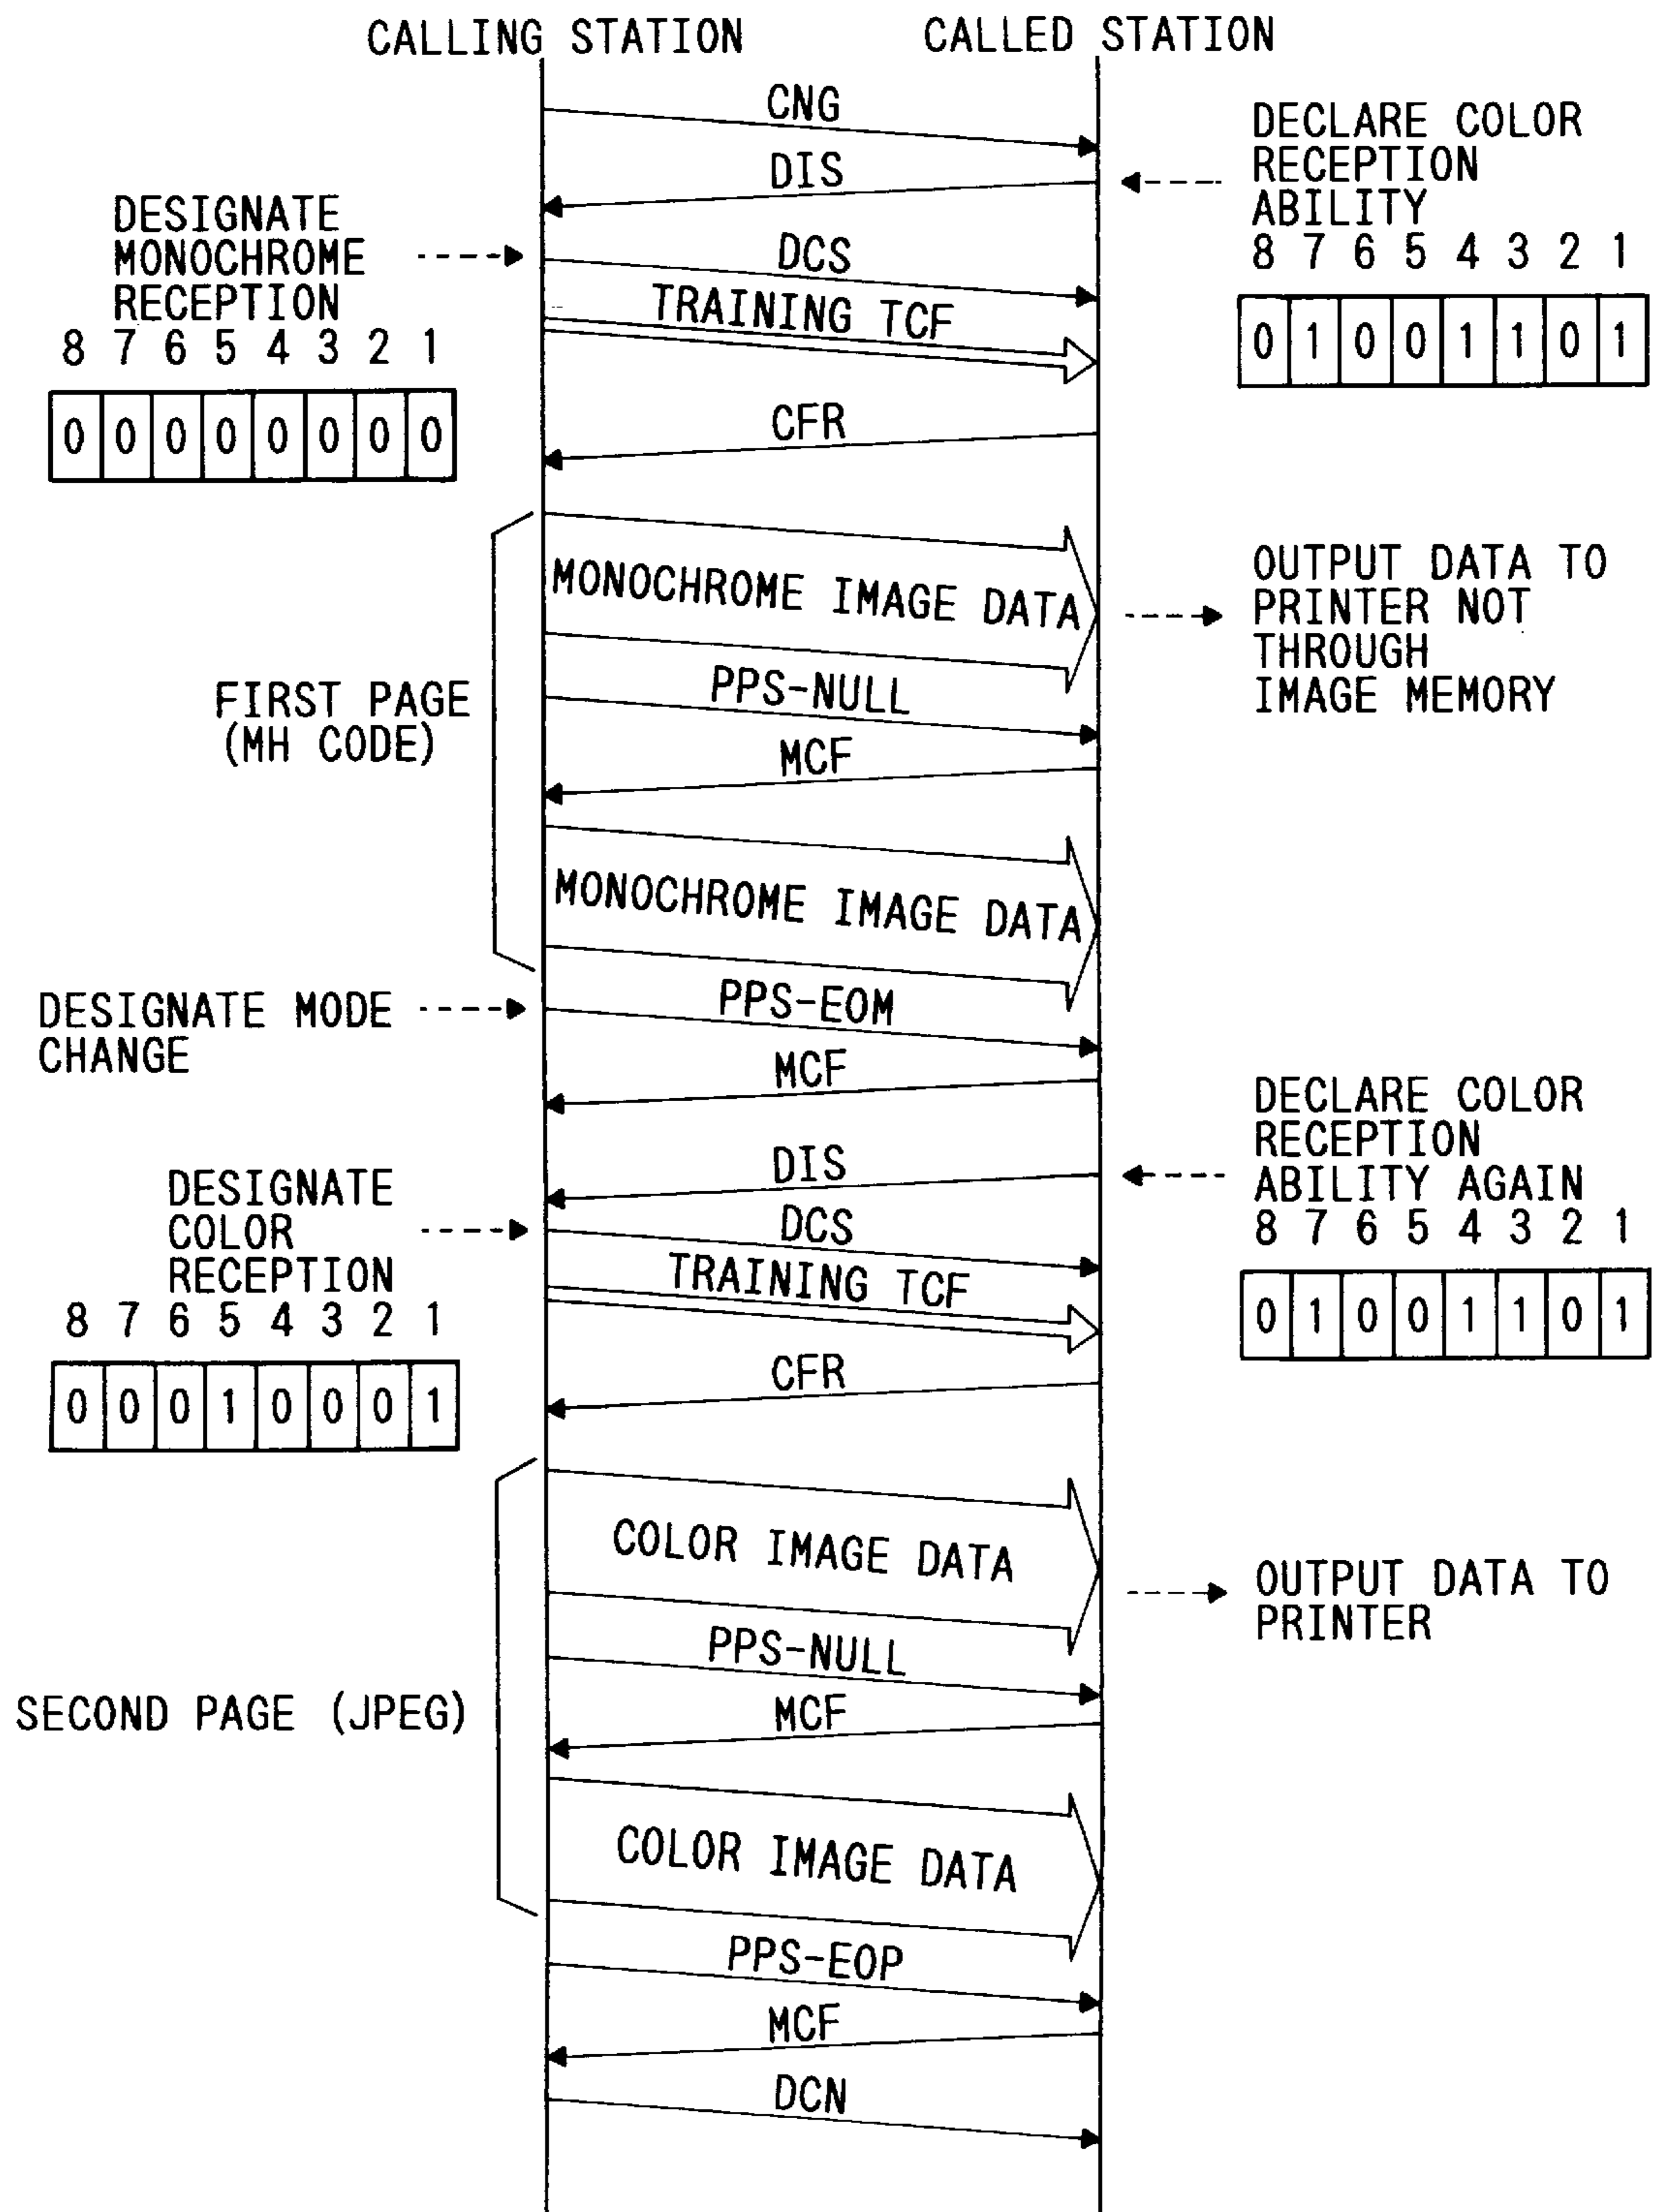 CALLING STATION
CALLED STATION
CNG
DECLARE COLOR
RECEPTION
ABILITY
DIS
8 7 6 5 4 3 2 1
0 1 0 0 1 1 0 1
DESIGNATE
MONOCHROME
RECEPTION
8 7 6 5 4 3 2 1
0 0 0 0 0 0 0 0
DCS
TRAINING TCF
CFR
MONOCHROME IMAGE DATA
OUTPUT DATA TO
PRINTER NOT
THROUGH
IMAGE MEMORY
FIRST PAGE
(MH CODE)
PPS-NULL
MCF
MONOCHROME IMAGE DATA
DESIGNATE MODE
CHANGE
PPS-EOM
MCF
DECLARE COLOR
RECEPTION
ABILITY AGAIN
8 7 6 5 4 3 2 1
0 1 0 0 1 1 0 1
DIS
DESIGNATE
COLOR
RECEPTION
8 7 6 5 4 3 2 1
0 0 0 1 0 0 0 1
DCS
TRAINING TCF
CFR
COLOR IMAGE DATA
OUTPUT DATA TO
PRINTER
PPS-NULL
SECOND PAGE (JPEG)
MCF
COLOR IMAGE DATA
PPS-EOP
MCF
DCN